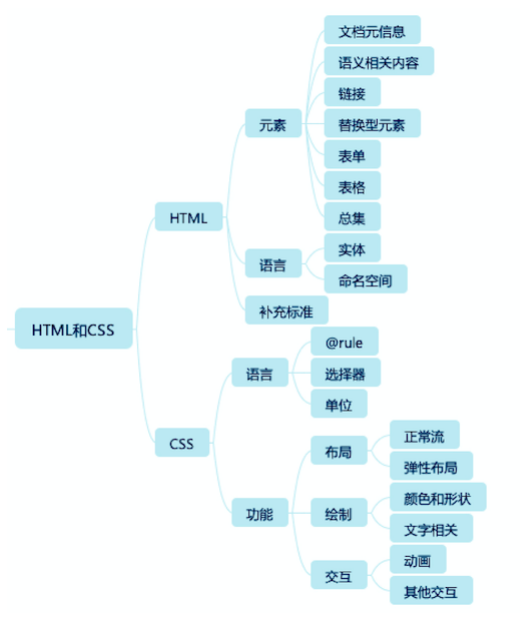 文档元信息
语义相关内容
链接
元素
替换型元素
表单
表格
HTML
总集
实体
语言
命名空间
补充标准
HTML和CSS
@rule
语言
选择器
单位
CSS
正常流
布局
弹性布局
颜色和形状
功能
绘制
文字相关
动画
交互
其他交互